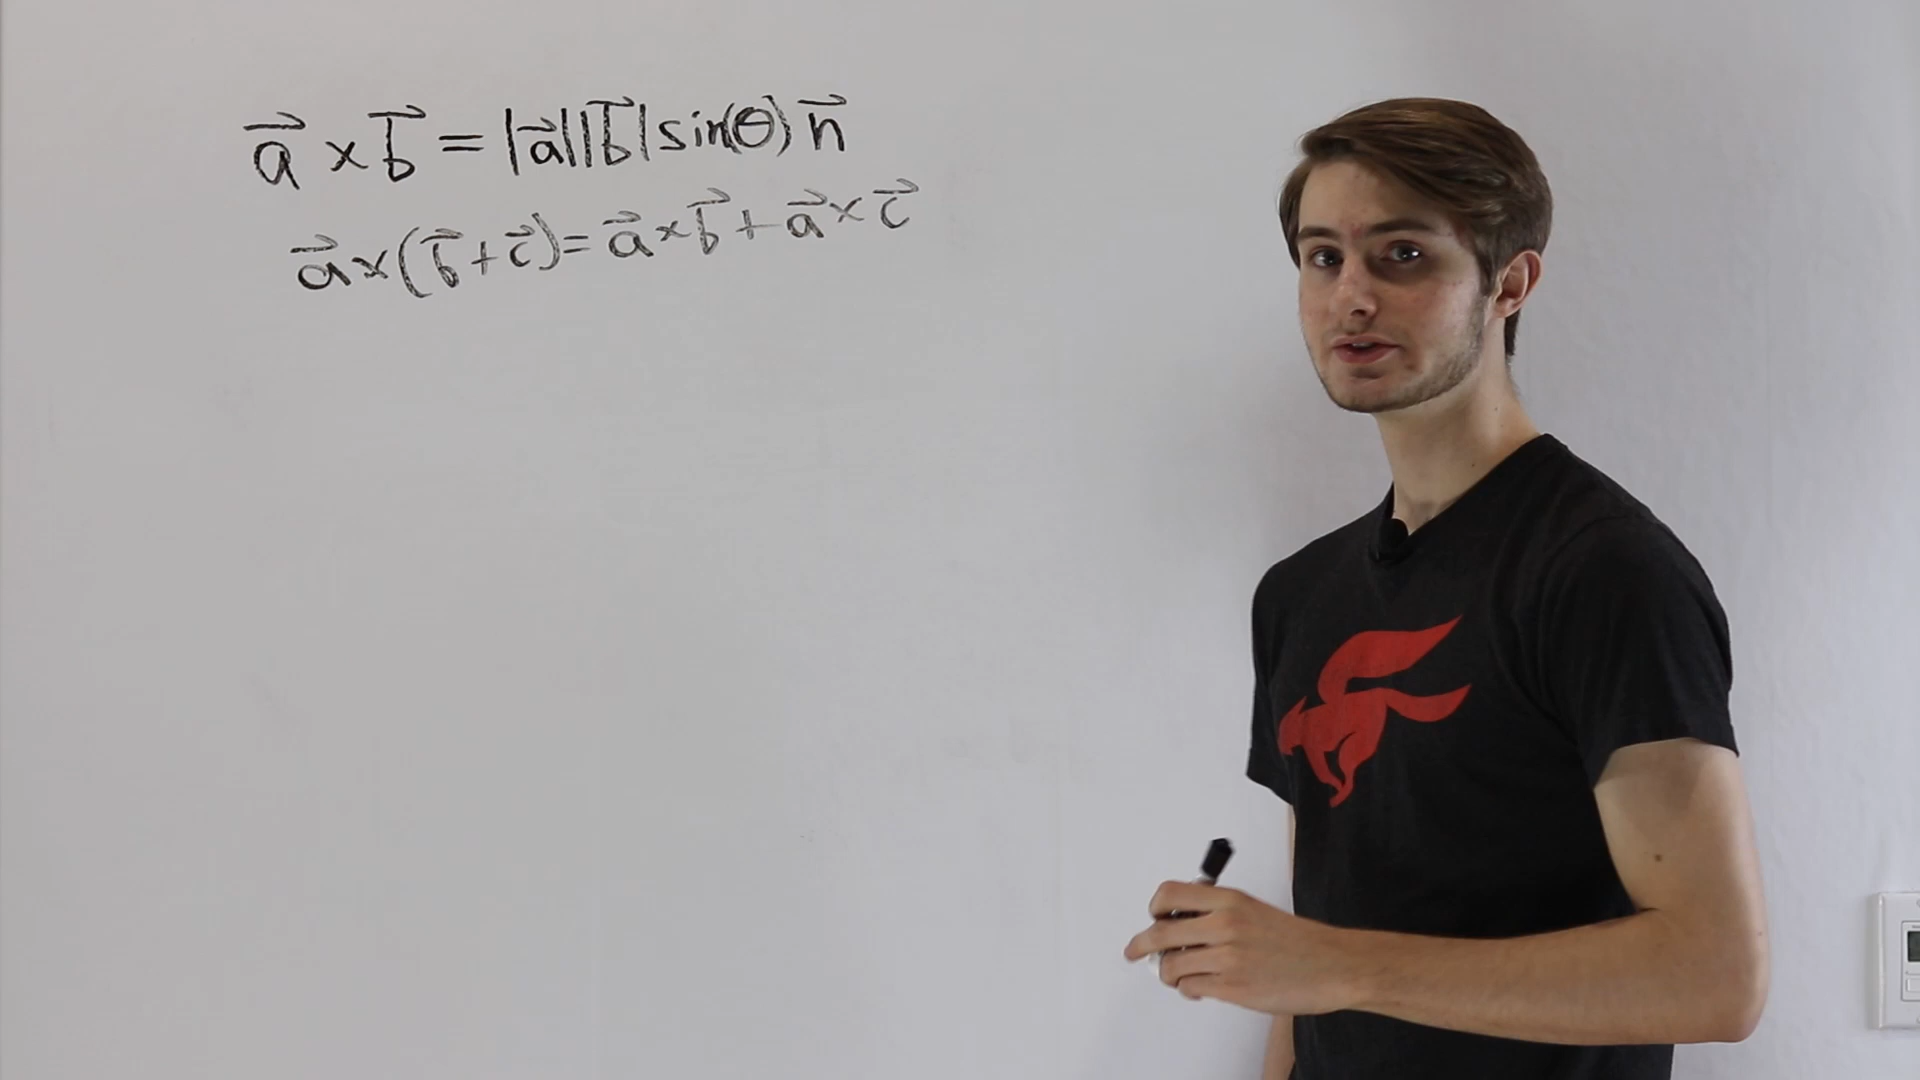 a⃗ × b⃗ = |a⃗||b⃗| sin(θ) n⃗
a⃗ × (b⃗ + c⃗) = a⃗ × b⃗ + a⃗ × c⃗